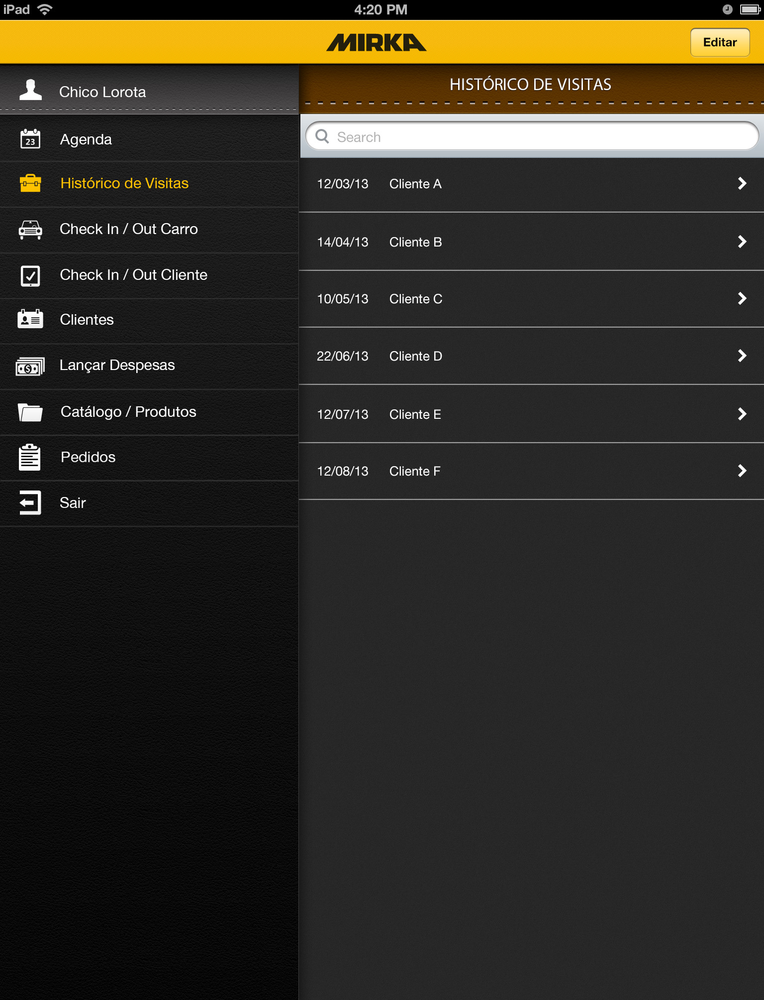 iPad 4:20 PM
MIRKA
Editar
Chico Lorota
23
Agenda
Histórico de Visitas
Check In / Out Carro
Check In / Out Cliente
Clientes
$
Lançar Despesas
Catálogo / Produtos
Pedidos
Sair
HISTÓRICO DE VISITAS
Search
12/03/13 Cliente A
14/04/13 Cliente B
10/05/13 Cliente C
22/06/13 Cliente D
12/07/13 Cliente E
12/08/13 Cliente F